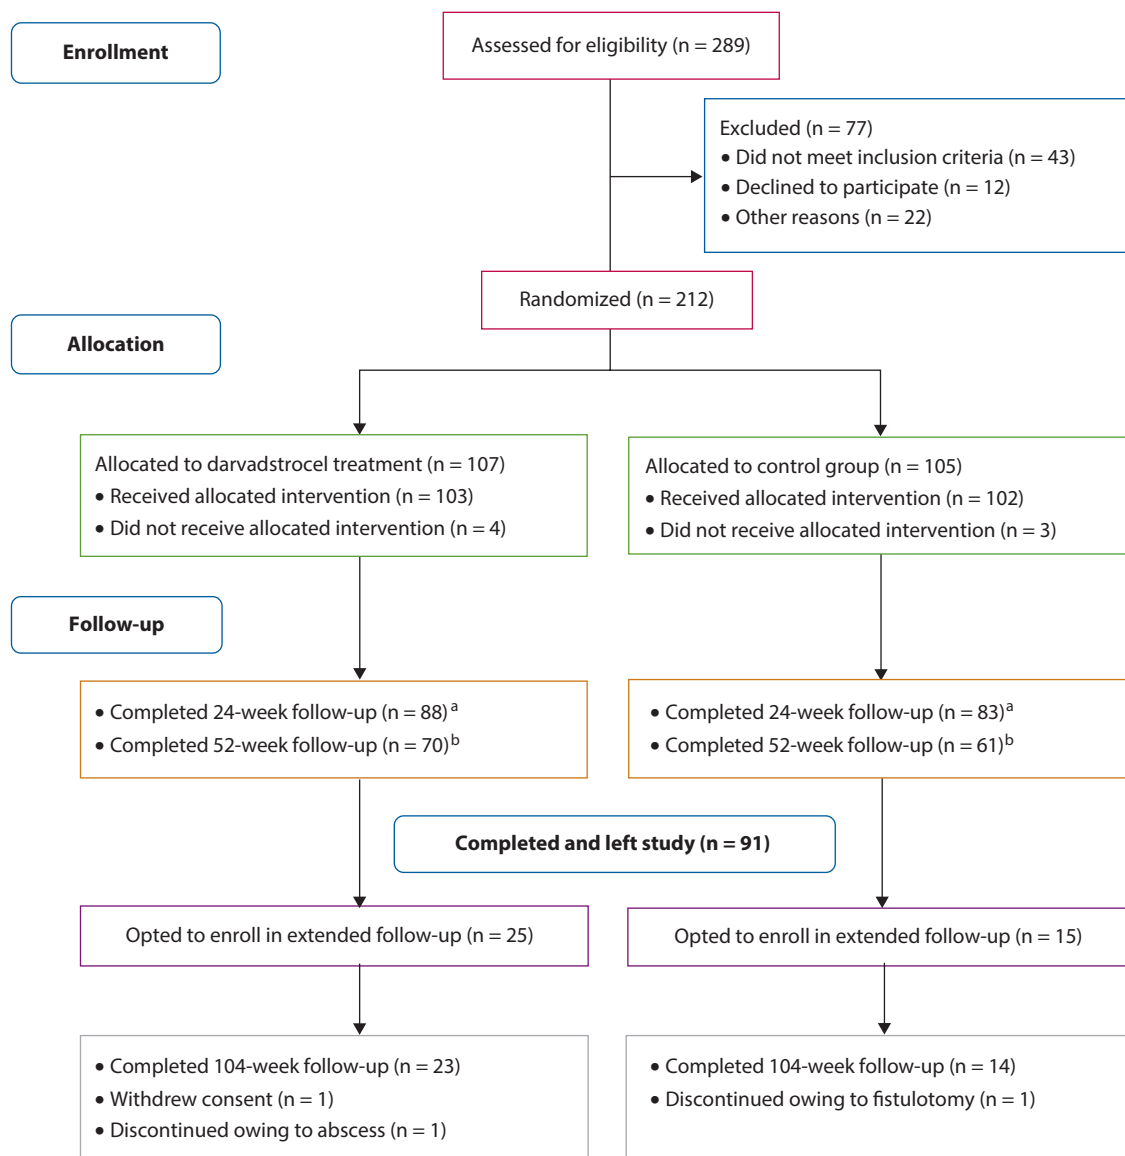 Enrollment
Assessed for eligibility (n = 289)
Excluded (n = 77)
• Did not meet inclusion criteria (n = 43)
• Declined to participate (n = 12)
• Other reasons (n = 22)
Randomized (n = 212)
Allocation
Allocated to darvadstrocel treatment (n = 107)
• Received allocated intervention (n = 103)
• Did not receive allocated intervention (n = 4)
Allocated to control group (n = 105)
• Received allocated intervention (n = 102)
• Did not receive allocated intervention (n = 3)
Follow-up
• Completed 24-week follow-up (n = 88)a
• Completed 52-week follow-up (n = 70)b
• Completed 24-week follow-up (n = 83)a
• Completed 52-week follow-up (n = 61)b
Completed and left study (n = 91)
Opted to enroll in extended follow-up (n = 25)
Opted to enroll in extended follow-up (n = 15)
• Completed 104-week follow-up (n = 23)
• Withdrew consent (n = 1)
• Discontinued owing to abscess (n = 1)
• Completed 104-week follow-up (n = 14)
• Discontinued owing to fistulotomy (n = 1)